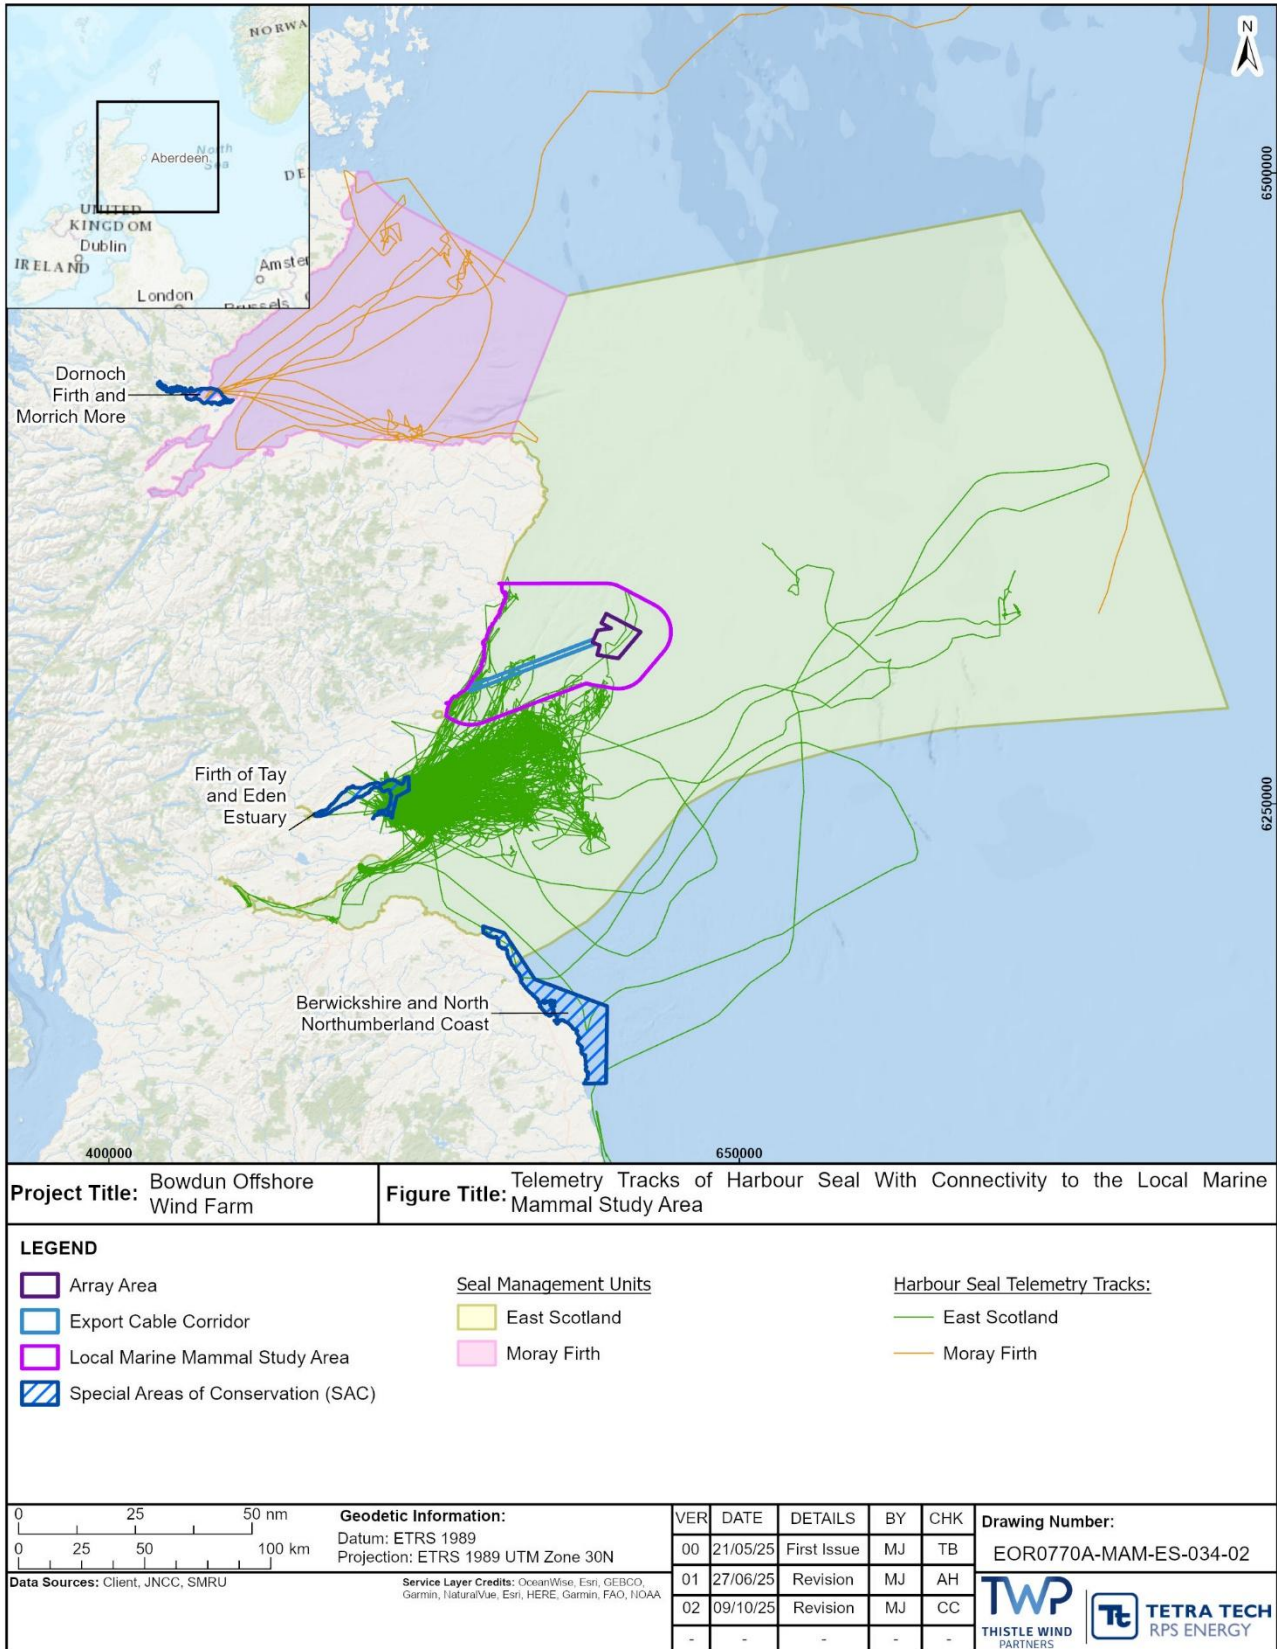 NORWA
N
Aberdeen
North
Sea
DE
UNITED
KINGDOM
Dublin
IRELAND
Amster
London
6500000
Dornoch
Firth and
Morrich More
Firth of Tay
and Eden
Estuary
6250000
Berwickshire and North
Northumberland Coast
400000
650000
Project Title: Bowdun Offshore
Wind Farm
Figure Title: Telemetry Tracks of Harbour Seal With Connectivity to the Local Marine
Mammal Study Area
LEGEND
Array Area
Export Cable Corridor
Local Marine Mammal Study Area
Special Areas of Conservation (SAC)
Seal Management Units
East Scotland
Moray Firth
Harbour Seal Telemetry Tracks:
East Scotland
Moray Firth
0 25 50 nm
0 25 50 100 km
Geodetic Information:
Datum: ETRS 1989
Projection: ETRS 1989 UTM Zone 30N
Data Sources: Client, JNCC, SMRU
Service Layer Credits: OceanWise, Esri, GEBCO,
Garmin, NaturalVue, Esri, HERE, Garmin, FAO, NOAA
VER DATE DETAILS BY CHK
00 21/05/25 First Issue MJ TB
01 27/06/25 Revision MJ AH
02 09/10/25 Revision MJ CC
- - - - -
Drawing Number:
EOR0770A-MAM-ES-034-02
TWP
THISTLE WIND
PARTNERS
Tt
TETRA TECH
RPS ENERGY